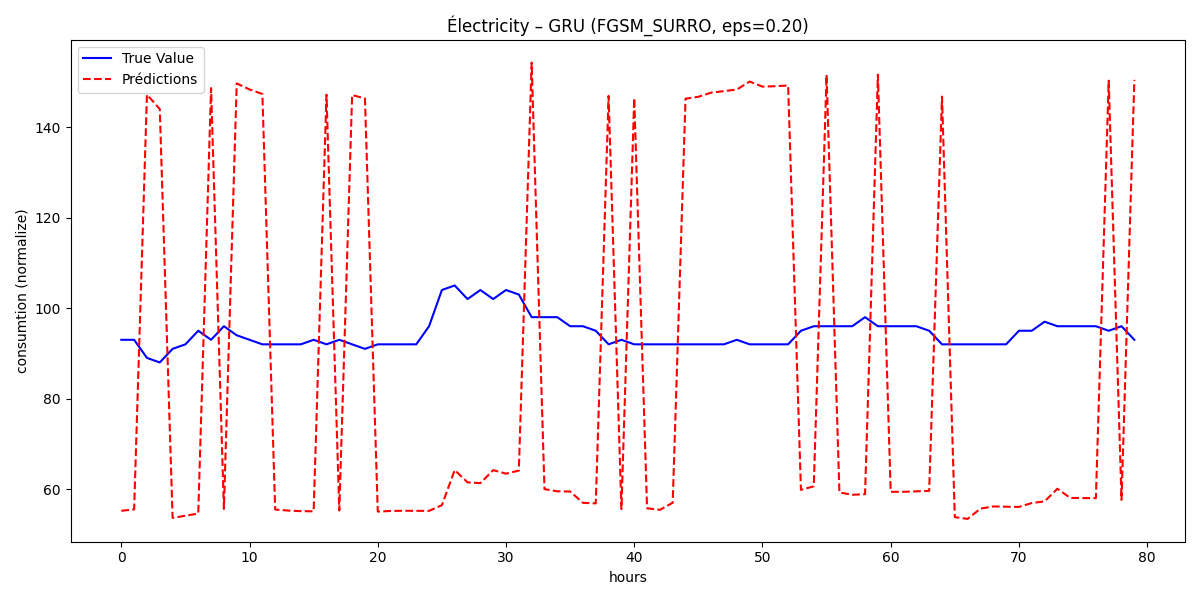 Électricity – GRU (FGSM_SURRO, eps=0.20)
True Value
Prédictions
consumtion (normalize)
140
120
100
80
60
0 10 20 30 40 50 60 70 80
hours